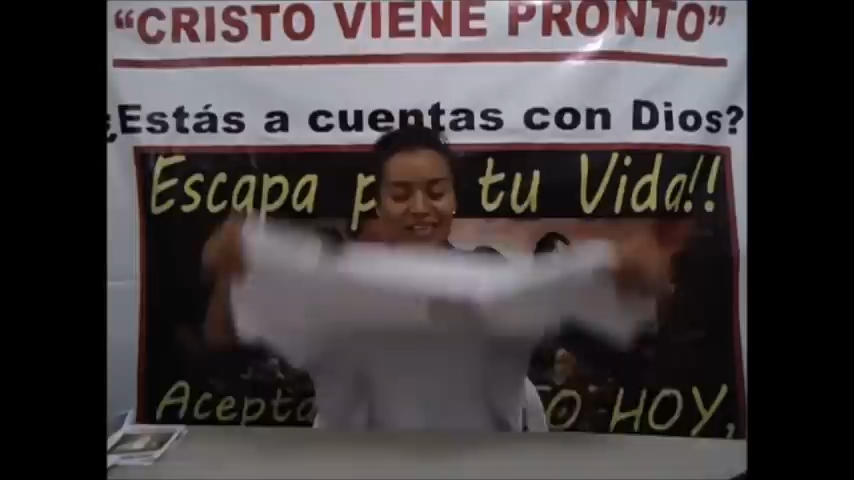 “CRISTO VIENE PRONTO”
¿Estás a cuentas con Dios?
Escapa tu Vida!!
HOY,